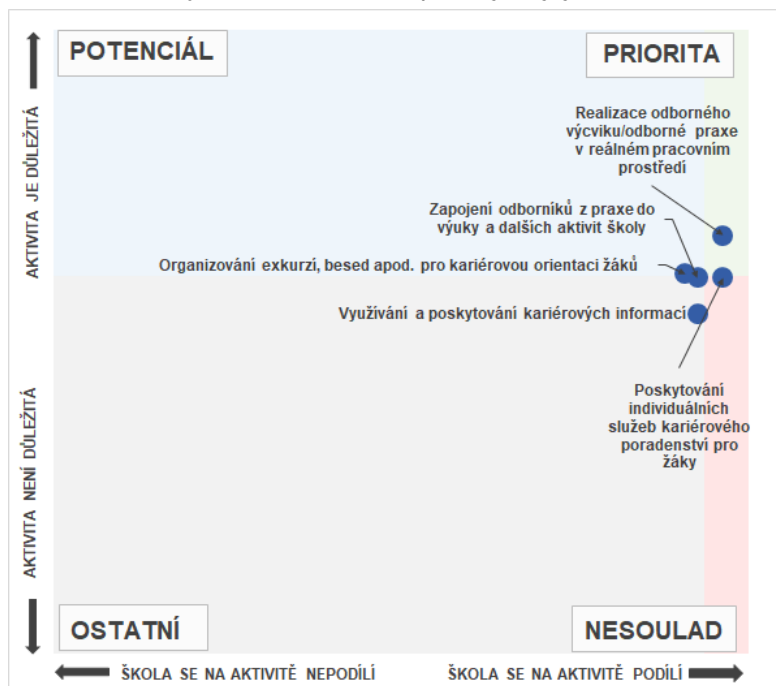 POTENCIÁL
PRIORITA
Realizace odborného
výcviku/odborné praxe
v reálném pracovním
prostředí
Zapojení odborníků z praxe do
výuky a dalších aktivit školy
Organizování exkurzí, besed apod. pro kariérovou orientaci žáků
Využívání a poskytování kariérových informací
Poskytování
individuálních
služeb kariérového
poradenství pro
žáky
AKTIVITA JE DŮLEŽITÁ
AKTIVITA NENÍ DŮLEŽITÁ
OSTATNÍ
NESOULAD
ŠKOLA SE NA AKTIVITĚ NEPODÍLÍ
ŠKOLA SE NA AKTIVITĚ PODÍLÍ